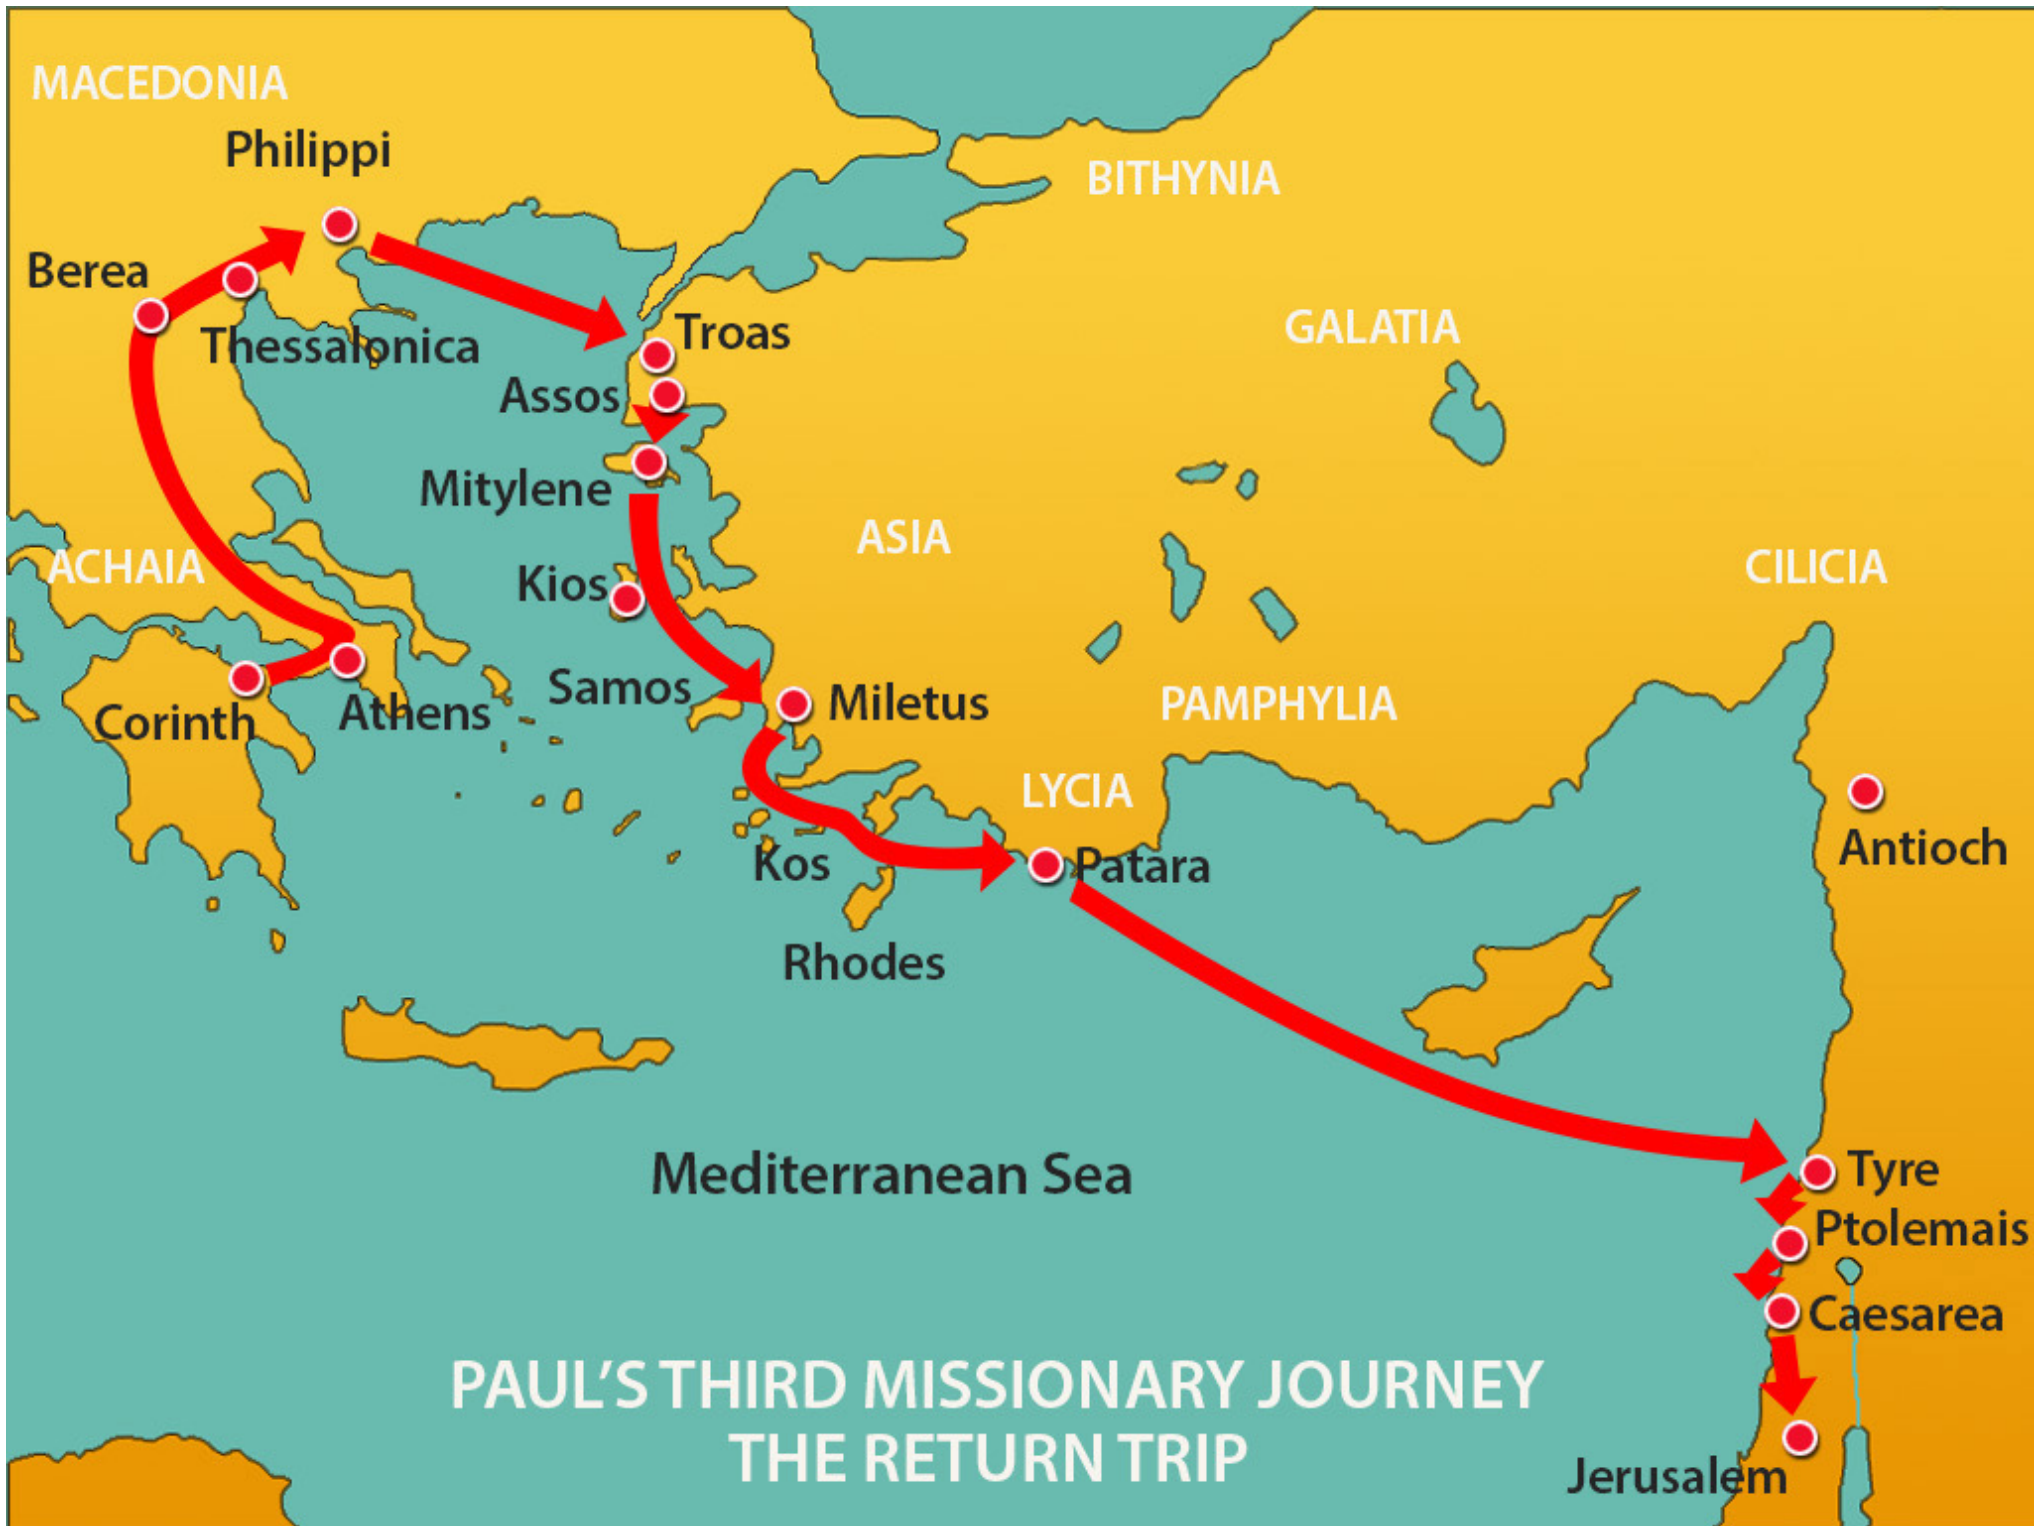 MACEDONIA
Philippi
BITHYNIA
Berea
GALATIA
Troas
Thessalonica
Assos
Mitylene
ASIA
ACHAIA
CILICIA
Kios
Samos
Miletus
PAMPHYLIA
Corinth
Athens
LYCIA
Antioch
Kos
Patara
Rhodes
Mediterranean Sea
Tyre
Ptolemais
Caesarea
PAUL'S THIRD MISSIONARY JOURNEY
THE RETURN TRIP
Jerusalem